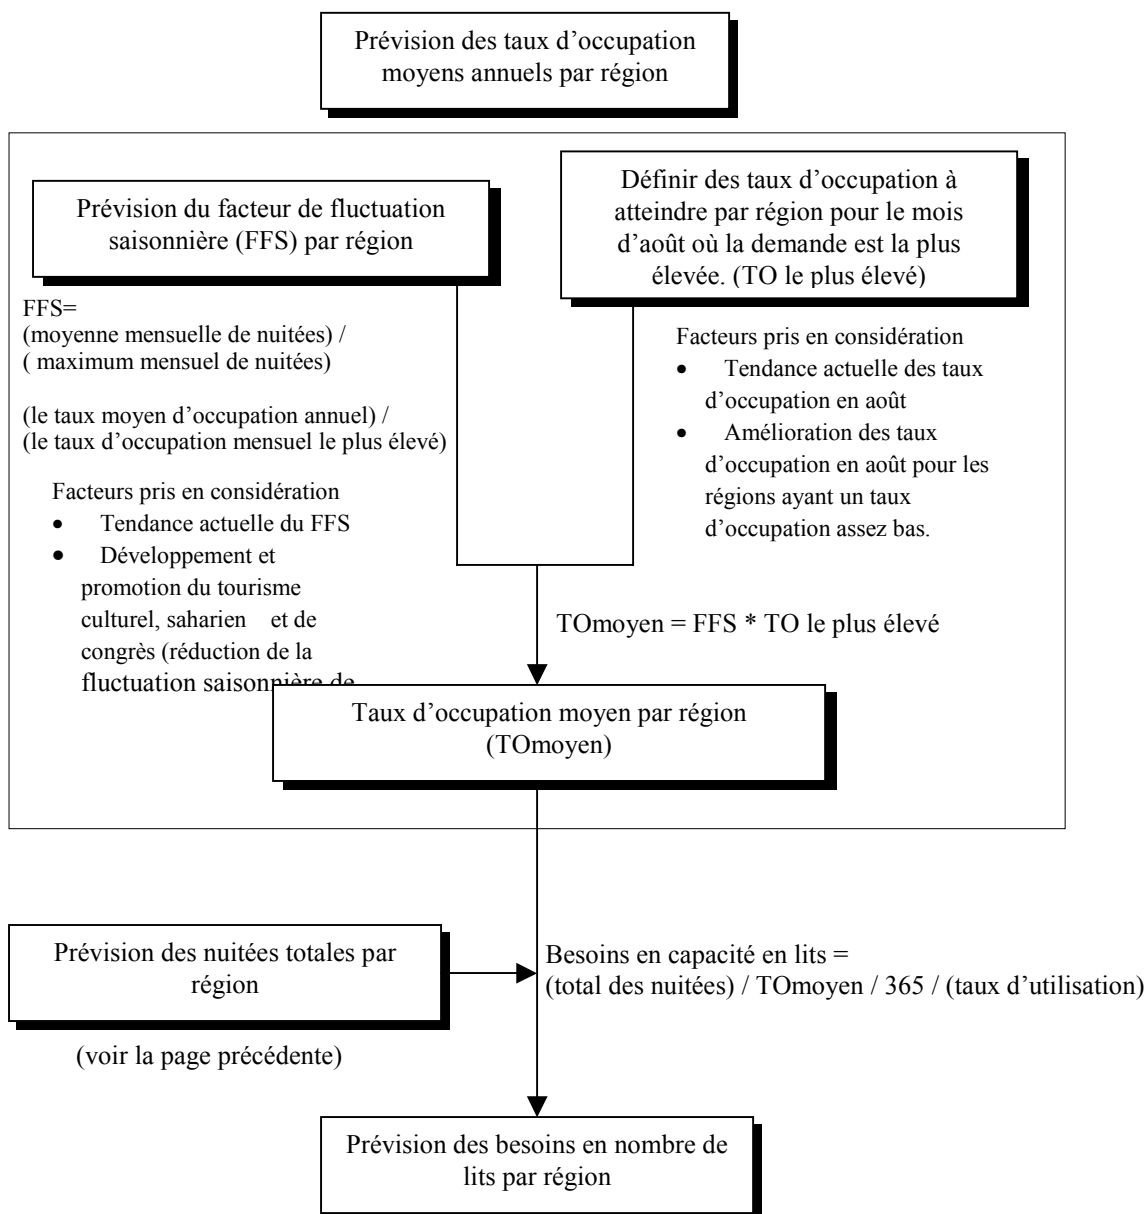 Prévision des taux d’occupation
moyens annuels par région
Prévision du facteur de fluctuation
saisonnière (FFS) par région
Définir des taux d’occupation à
atteindre par région pour le mois
d’août où la demande est la plus
élevée. (TO le plus élevé)
FFS=
(moyenne mensuelle de nuitées) /
( maximum mensuel de nuitées)
(le taux moyen d’occupation annuel) /
(le taux d’occupation mensuel le plus élevé)
Facteurs pris en considération
• Tendance actuelle du FFS
• Développement et
promotion du tourisme
culturel, saharien et de
congrès (réduction de la
fluctuation saisonnière de
Facteurs pris en considération
• Tendance actuelle des taux
d’occupation en août
• Amélioration des taux
d’occupation en août pour les
régions ayant un taux
d’occupation assez bas.
TOmoyen = FFS * TO le plus élevé
Taux d’occupation moyen par région
(TOmoyen)
Prévision des nuitées totales par
région
(voir la page précédente)
Besoins en capacité en lits =
(total des nuitées) / TOmoyen / 365 / (taux d’utilisation)
Prévision des besoins en nombre de
lits par région